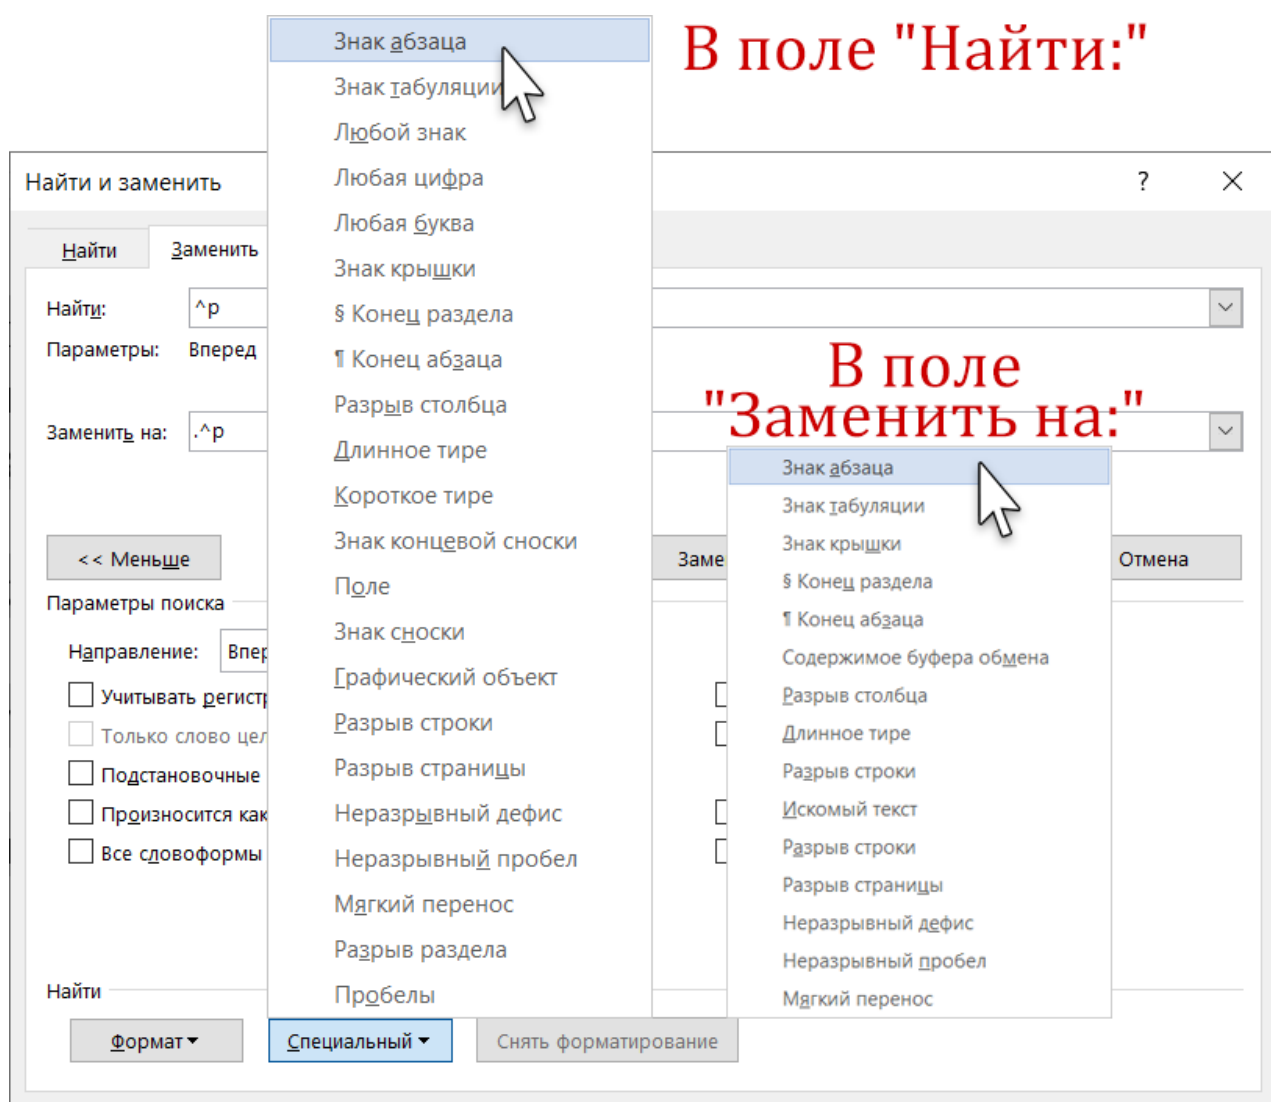 В поле "Найти:"
Знак абзаца
Знак табуляции
Любой знак
Любая цифра
Любая буква
Знак крышки
§ Конец раздела
¶ Конец абзаца
Разрыв столбца
Длинное тире
Короткое тире
Знак концевой сноски
Поле
Знак сноски
Графический объект
Разрыв строки
Разрыв страницы
Неразрывный дефис
Неразрывный пробел
Мягкий перенос
Разрыв раздела
Пробелы
Найти и заменить
? ×
Найти Заменить
Найти: ^p
Параметры: Вперед
В поле
"Заменить на:"
Заменить на: .^p
Знак абзаца
Знак табуляции
Знак крышки
§ Конец раздела
¶ Конец абзаца
Содержимое буфера обмена
Разрыв столбца
Длинное тире
Разрыв строки
Искомый текст
Разрыв строки
Разрыв страницы
Неразрывный дефис
Неразрывный пробел
Мягкий перенос
<< Меньше Заме Отмена
Параметры поиска
Направление: Впер
Учитывать регистр
Только слово цел
Подстановочные
Произносится как
Все словоформы
Найти
Формат Специальный Снять форматирование